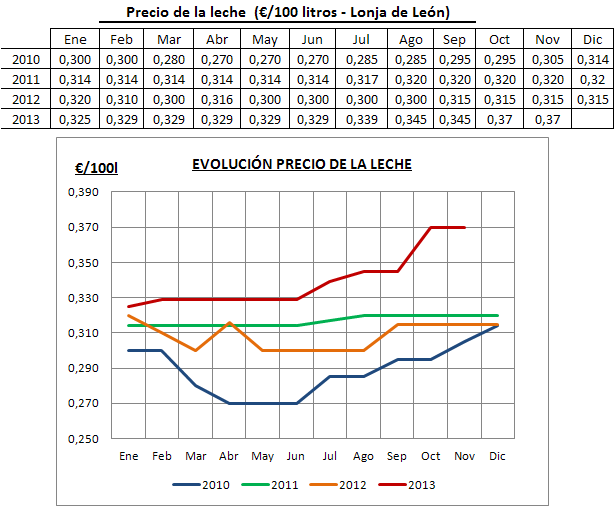 Precio de la leche (€/100 litros - Lonja de León)
Ene Feb Mar Abr May Jun Jul Ago Sep Oct Nov Dic
2010 0,300 0,300 0,280 0,270 0,270 0,270 0,285 0,285 0,295 0,295 0,305 0,314
2011 0,314 0,314 0,314 0,314 0,314 0,314 0,317 0,320 0,320 0,320 0,320 0,32
2012 0,320 0,310 0,300 0,316 0,300 0,300 0,300 0,300 0,315 0,315 0,315 0,315
2013 0,325 0,329 0,329 0,329 0,329 0,329 0,339 0,345 0,345 0,37 0,37
€/100l EVOLUCIÓN PRECIO DE LA LECHE
0,390
0,370
0,350
0,330
0,310
0,290
0,270
0,250
Ene Feb Mar Abr May Jun Jul Ago Sep Oct Nov Dic
2010 2011 2012 2013